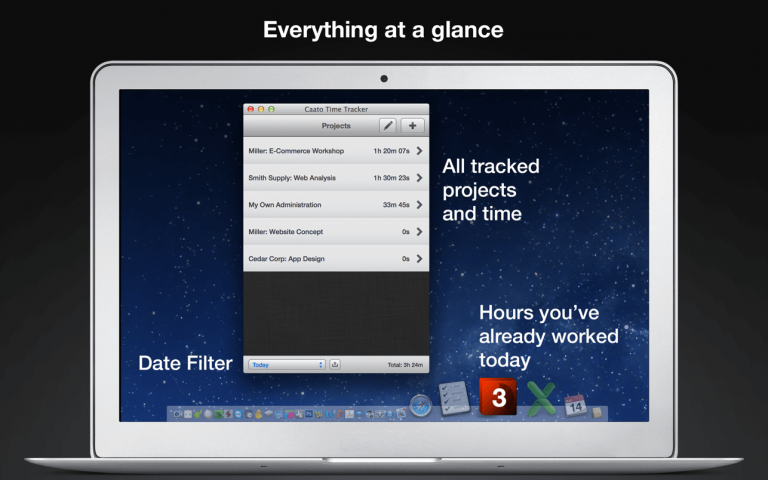 Everything at a glance
Caato Time Tracker
Projects
Miller: E-Commerce Workshop 1h 20m 07s
Smith Supply: Web Analysis 1h 30m 23s
My Own Administration 33m 45s
Miller: Website Concept 0s
Cedar Corp: App Design 0s
All tracked
projects
and time
Hours you've
already worked
today
Date Filter
Today Total: 3h 24m
3
14